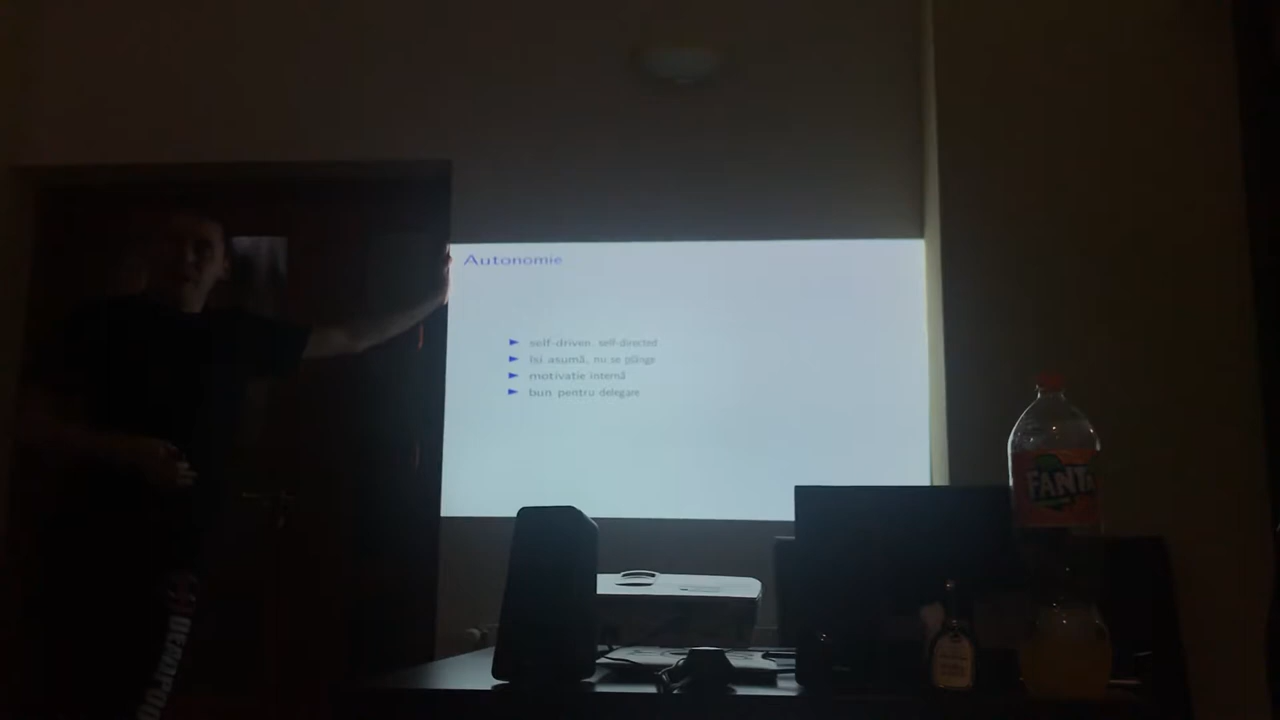 Autonomie
self-driven, self-directed
își asumă, nu se plânge
motivație internă
bun pentru delegare
FANTA